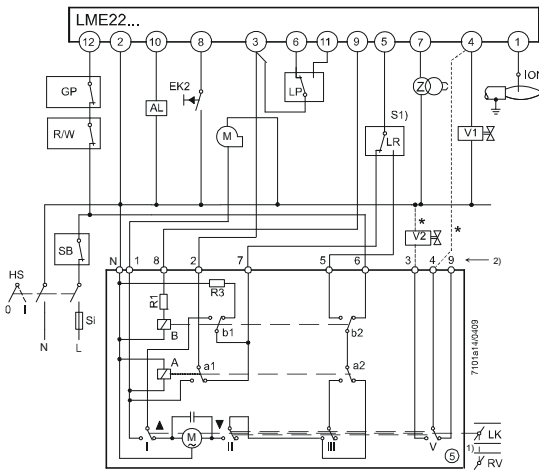 LME22...
12 2 10 8 3 6 11 9 5 7 4 1
GP
EK2
ION
AL
LP
Z
R/W
M
S1)
LR
V1
*
*
V2
SB
HS
0 I
Si
N L
N 1 8 2 7 5 6 3 4 9
2)
R1
R3
B
b1
b2
A
a1
a2
7101a14/0409
I
M
II
III
V
LK
1)
5
RV